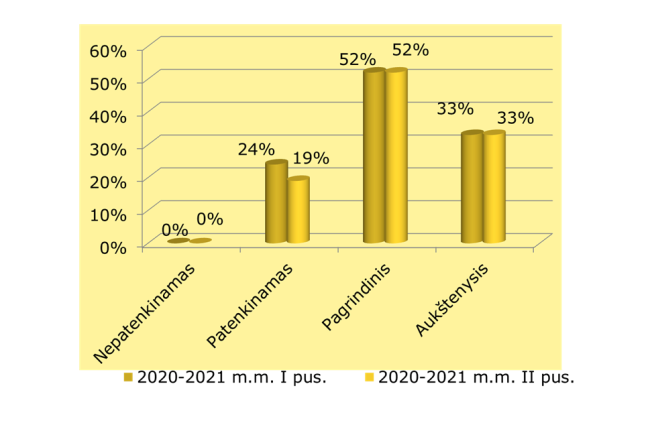 60%
50%
40%
30%
20%
10%
0%
0%
0%
24%
19%
52%
52%
33%
33%
Nepatenkinamas
Patenkinamas
Pagrindinis
Aukštenysis
2020-2021 m.m. I pus.
2020-2021 m.m. II pus.